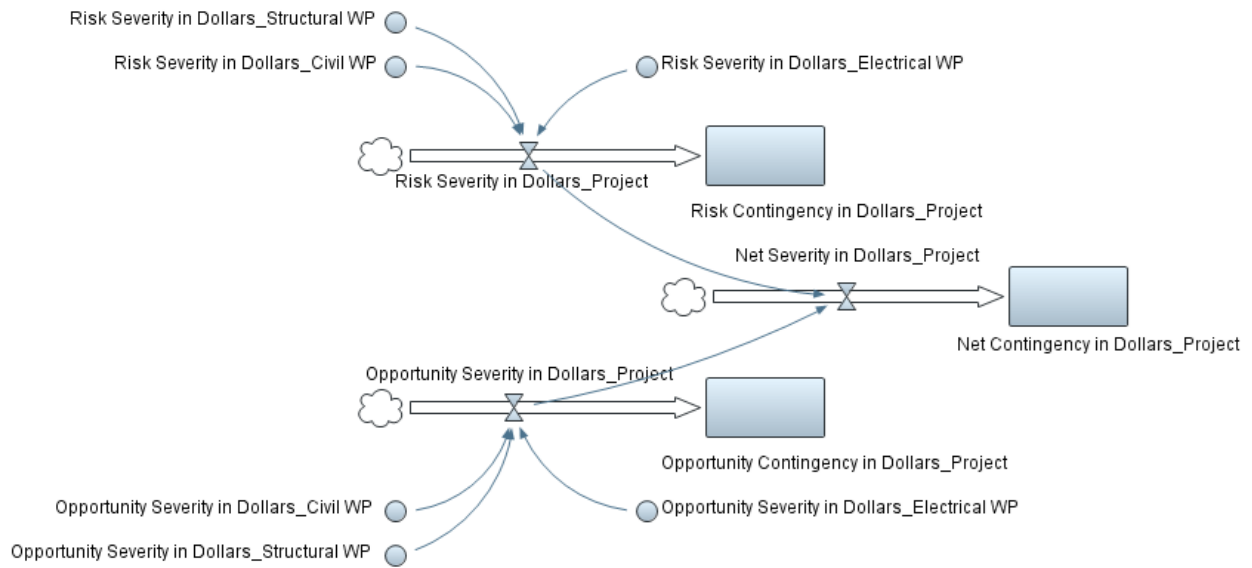 Risk Severity in Dollars_Structural WP
Risk Severity in Dollars_Civil WP
Risk Severity in Dollars_Electrical WP
Risk Severity in Dollars_Project
Risk Contingency in Dollars_Project
Net Severity in Dollars_Project
Net Contingency in Dollars_Project
Opportunity Severity in Dollars_Project
Opportunity Contingency in Dollars_Project
Opportunity Severity in Dollars_Civil WP
Opportunity Severity in Dollars_Electrical WP
Opportunity Severity in Dollars_Structural WP